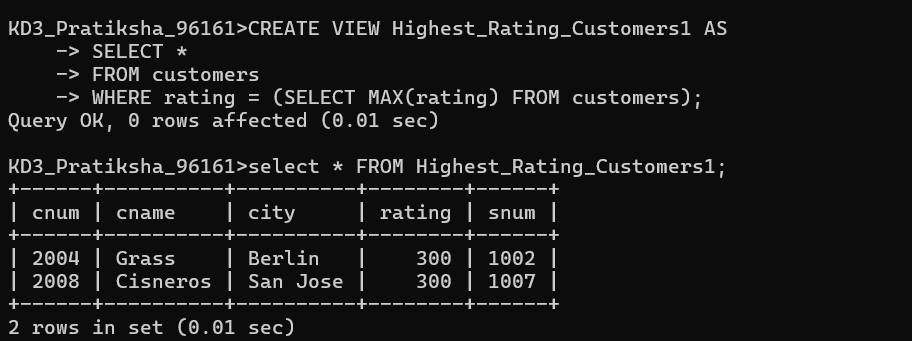 KD3_Pratiksha_96161>CREATE VIEW Highest_Rating_Customers1 AS
    -> SELECT *
    -> FROM customers
    -> WHERE rating = (SELECT MAX(rating) FROM customers);
Query OK, 0 rows affected (0.01 sec)

KD3_Pratiksha_96161>select * FROM Highest_Rating_Customers1;
+------+----------+----------+--------+------+
| cnum | cname    | city     | rating | snum |
+------+----------+----------+--------+------+
| 2004 | Grass    | Berlin   |    300 | 1002 |
| 2008 | Cisneros | San Jose |    300 | 1007 |
+------+----------+----------+--------+------+
2 rows in set (0.01 sec)